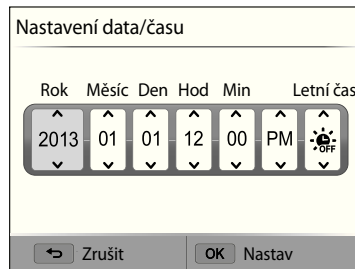 Nastavení data/času
Rok Měsíc Den Hod Min Letní čas
2013 01 01 12 00 PM OFF
Zrušit OK Nastav